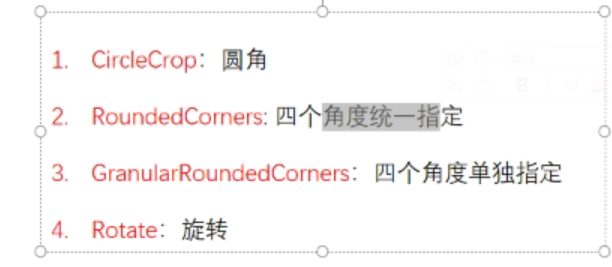 1. CircleCrop：圆角
2. RoundedCorners: 四个角度统一指定
3. GranularRoundedCorners：四个角度单独指定
4. Rotate：旋转